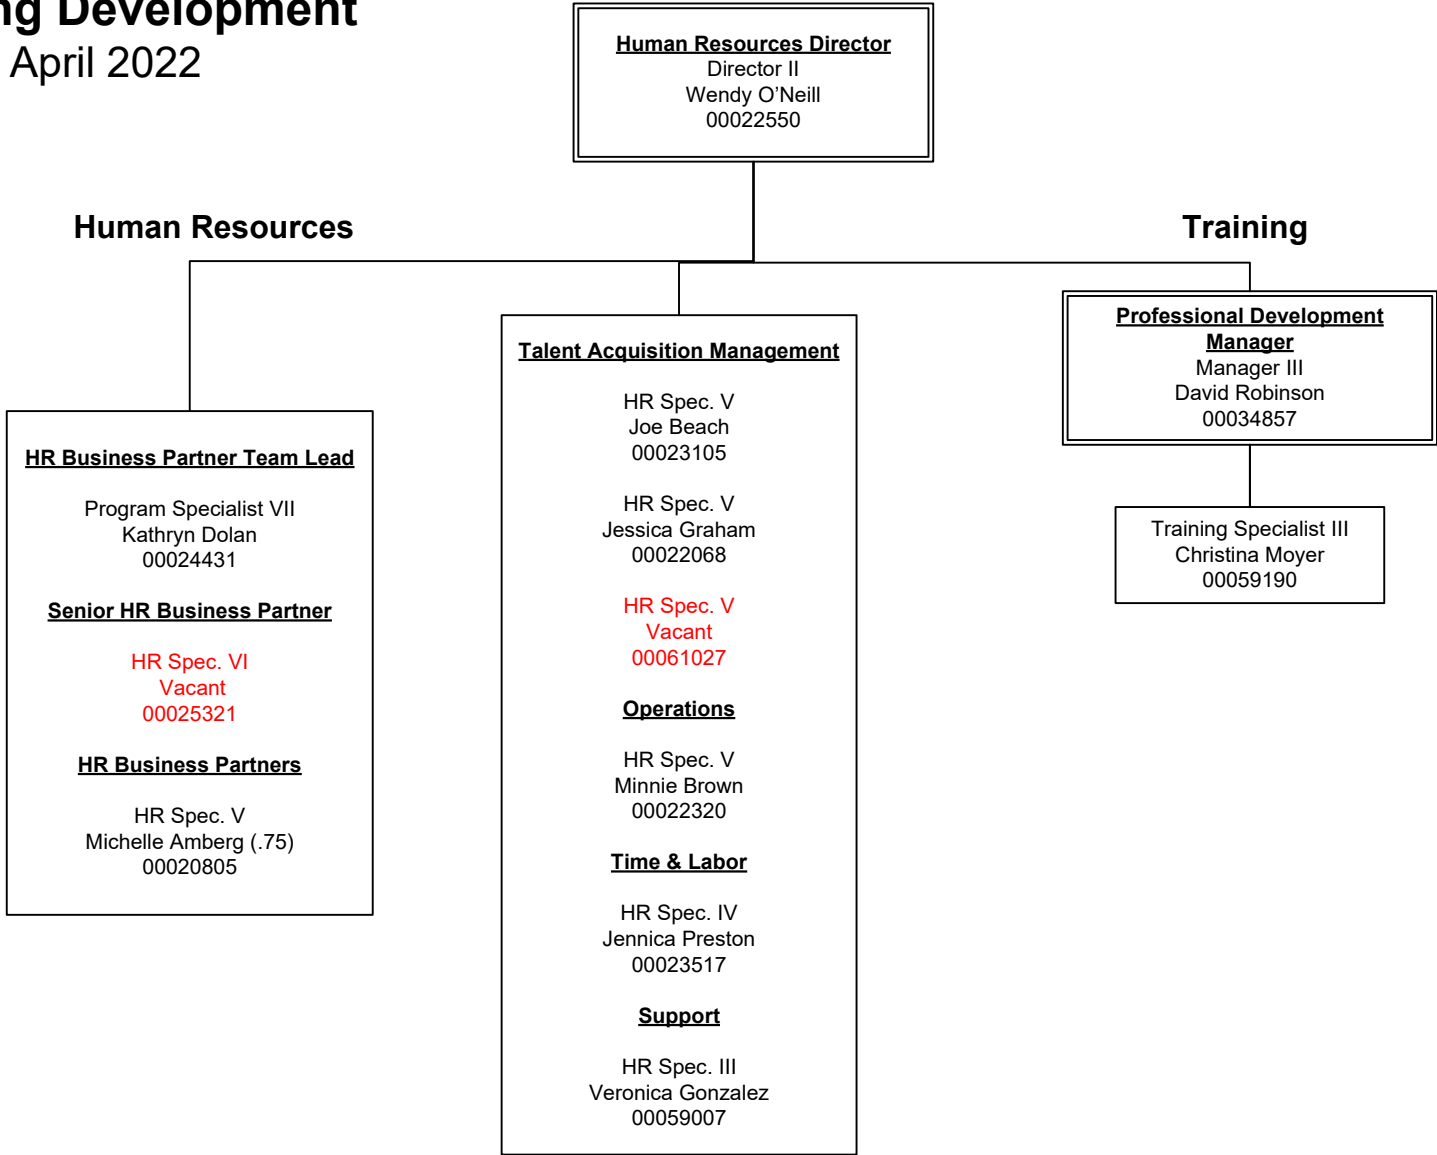 Development
April 2022
Human Resources Director
Director II
Wendy O’Neill
00022550
Human Resources
Training
HR Business Partner Team Lead
Program Specialist VII
Kathryn Dolan
00024431
Senior HR Business Partner
HR Spec. VI
Vacant
00025321
HR Business Partners
HR Spec. V
Michelle Amberg (.75)
00020805
Talent Acquisition Management
HR Spec. V
Joe Beach
00023105
HR Spec. V
Jessica Graham
00022068
HR Spec. V
Vacant
00061027
Operations
HR Spec. V
Minnie Brown
00022320
Time & Labor
HR Spec. IV
Jennica Preston
00023517
Support
HR Spec. III
Veronica Gonzalez
00059007
Professional Development
Manager
Manager III
David Robinson
00034857
Training Specialist III
Christina Moyer
00059190